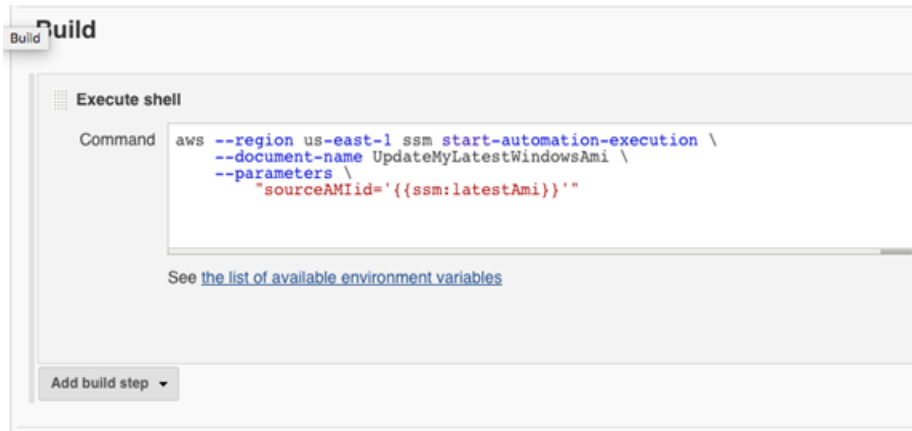 Build
Build
Execute shell
Command
aws --region us-east-1 ssm start-automation-execution \
--document-name UpdateMyLatestWindowsAmi \
--parameters \
"sourceAMIid='{{ssm:latestAmi}}'"
See the list of available environment variables
Add build step